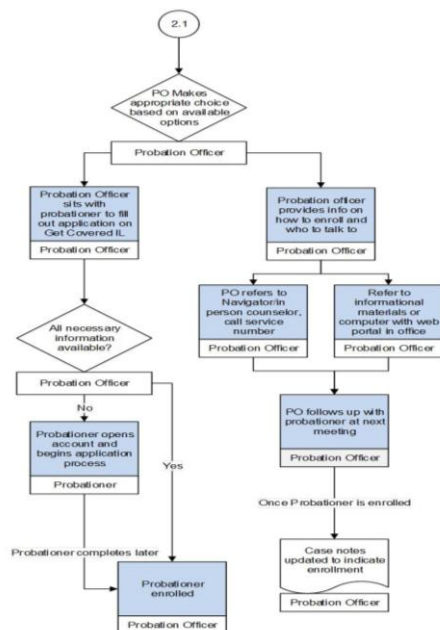 2.1
PO Makes
appropriate choice
based on available
options
Probation Officer
Probation Officer
sits with
probationer to fill
out application on
Get Covered IL
Probation Officer
Probation officer
provides info on
how to enroll and
who to talk to
Probation Officer
PO refers to
Navigator/in
person counselor,
call service
number
Probation Officer
Refer to
informational
materials or
computer with web
portal in office
Probation Officer
All necessary
information
available?
Probation Officer
No
Yes
Probationer opens
account and
begins application
process
Probationer
PO follows up with
probationer at next
meeting
Probation Officer
Once Probationer is enrolled
Probationer completes later
Probationer
enrolled
Probation Officer
Case notes
updated to indicate
enrollment
Probation Officer